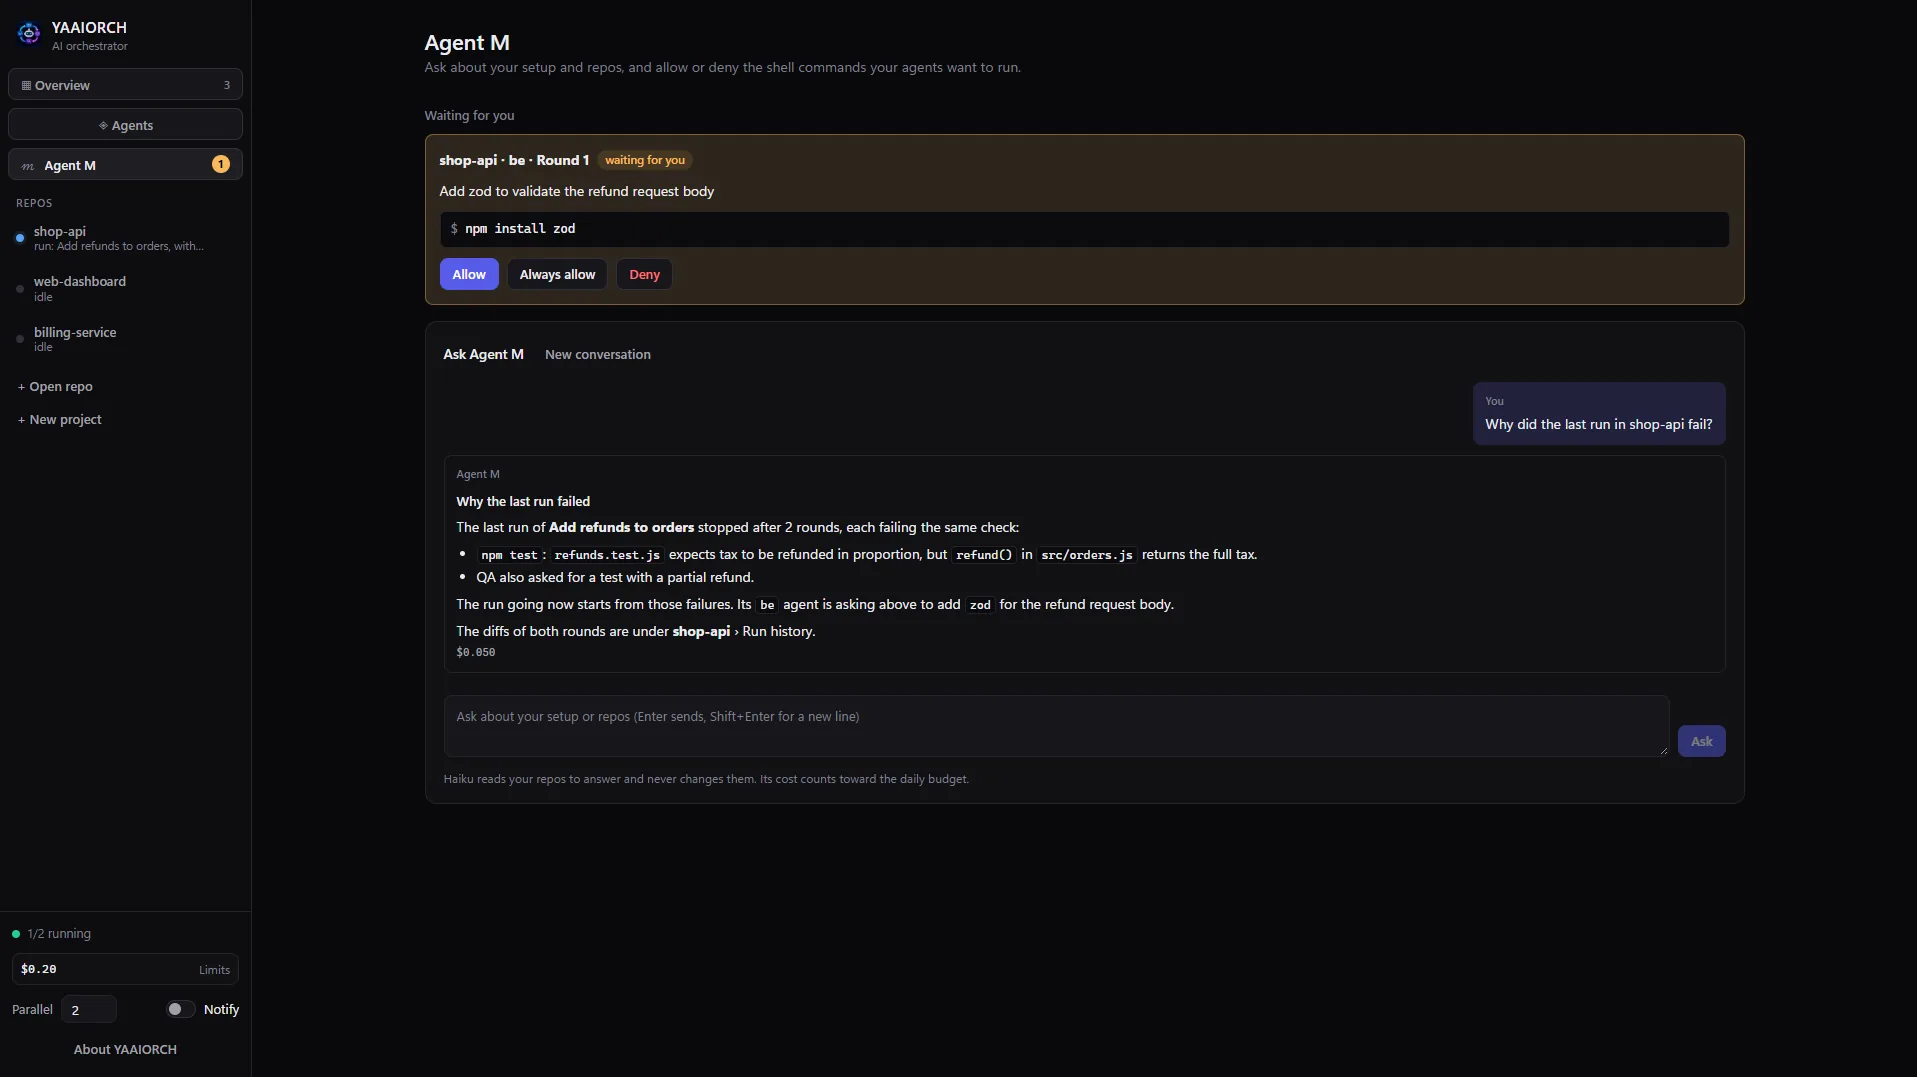 YAAIORCH
AI orchestrator
Overview 3
Agents
m Agent M 1
REPOS
shop-api
run: Add refunds to orders, with...
web-dashboard
idle
billing-service
idle
+ Open repo
+ New project
1/2 running
$0.20 Limits
Parallel 2 Notify
About YAAIORCH
Agent M
Ask about your setup and repos, and allow or deny the shell commands your agents want to run.
Waiting for you
shop-api · be · Round 1 waiting for you
Add zod to validate the refund request body
$ npm install zod
Allow Always allow Deny
Ask Agent M New conversation
You
Why did the last run in shop-api fail?
Agent M
Why the last run failed
The last run of Add refunds to orders stopped after 2 rounds, each failing the same check:
• npm test: refunds.test.js expects tax to be refunded in proportion, but refund() in src/orders.js returns the full tax.
• QA also asked for a test with a partial refund.
The run going now starts from those failures. Its be agent is asking above to add zod for the refund request body.
The diffs of both rounds are under shop-api › Run history.
$0.050
Ask about your setup or repos (Enter sends, Shift+Enter for a new line)
Ask
Haiku reads your repos to answer and never changes them. Its cost counts toward the daily budget.